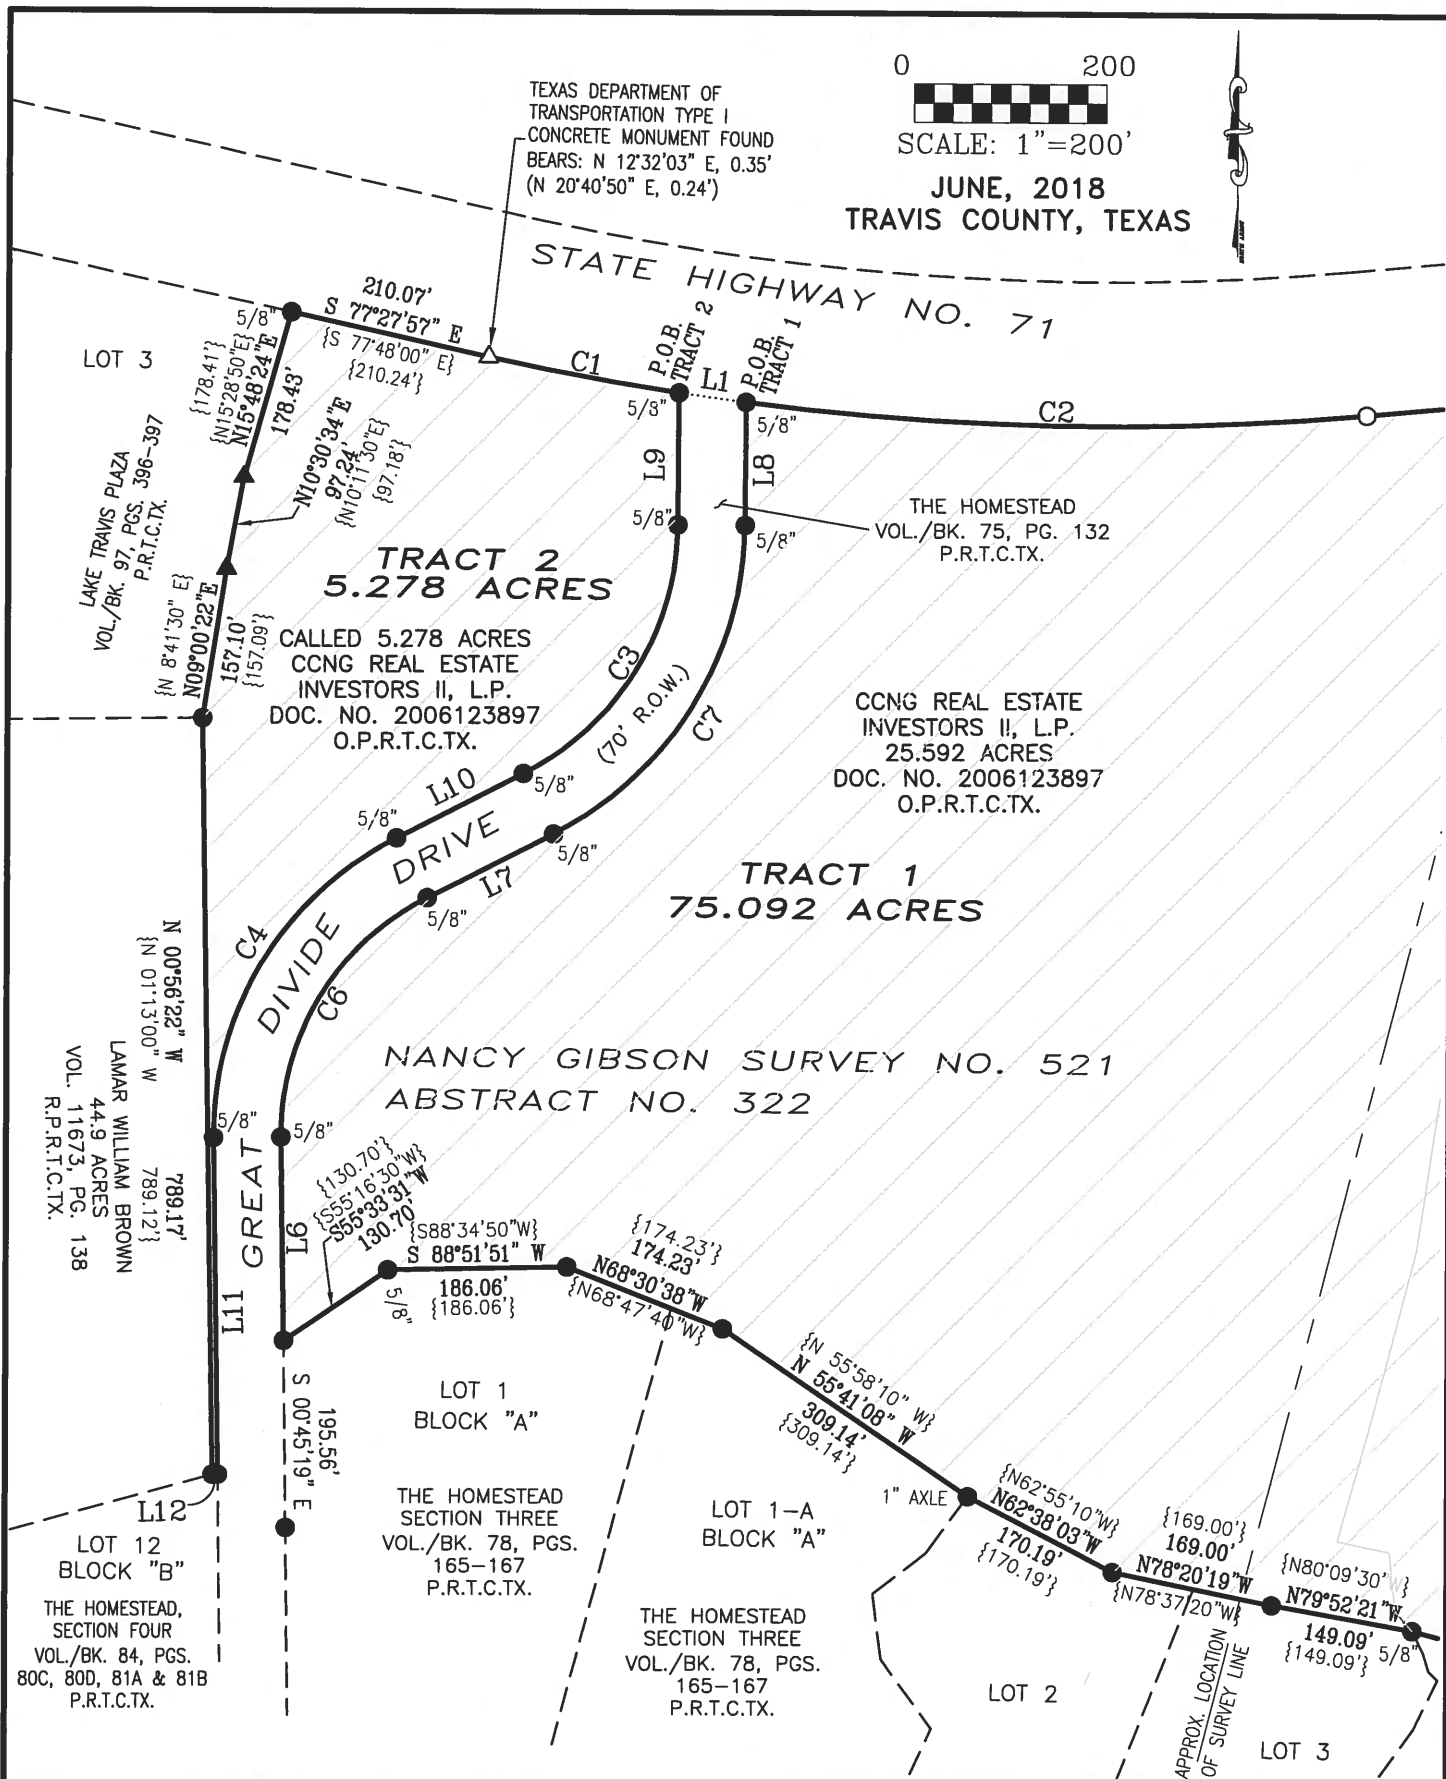 TEXAS DEPARTMENT OF
TRANSPORTATION TYPE I
CONCRETE MONUMENT FOUND
BEARS: N 12°32'03" E, 0.35'
(N 20°40'50" E, 0.24')
0 200
SCALE: 1"=200'
JUNE, 2018
TRAVIS COUNTY, TEXAS
STATE HIGHWAY NO. 71
210.07'
S 77°27'57" E
{S 77°48'00" E}
{210.24'}
5/8"
C1
P.O.B.
TRACT 2
L1
P.O.B.
TRACT 1
5/8"
5/8"
C2
LOT 3
{178.41'}
{N15°28'50"E}
N15°48'24"E
178.43'
N10°30'34"E
97.24'
{N10°11'30"E}
{97.18'}
LAKE TRAVIS PLAZA
VOL./BK. 97, PGS. 396-397
P.R.T.C.TX.
{N 8°41'30" E}
N09°00'22"E
157.10'
{157.09'}
L9
L8
5/8"
5/8"
THE HOMESTEAD
VOL./BK. 75, PG. 132
P.R.T.C.TX.
TRACT 2
5.278 ACRES
CALLED 5.278 ACRES
CCNG REAL ESTATE
INVESTORS II, L.P.
DOC. NO. 2006123897
O.P.R.T.C.TX.
C3
(70' R.O.W.)
C7
CCNG REAL ESTATE
INVESTORS II, L.P.
25.592 ACRES
DOC. NO. 2006123897
O.P.R.T.C.TX.
L10
5/8"
5/8"
5/8"
L7
5/8"
TRACT 1
75.092 ACRES
GREAT DIVIDE DRIVE
C4
C6
N 00°56'22" W 789.17'
{N 01°13'00" W 789.12'}
LAMAR WILLIAM BROWN
44.9 ACRES
VOL. 11673, PG. 138
R.P.R.T.C.TX.
NANCY GIBSON SURVEY NO. 521
ABSTRACT NO. 322
5/8"
5/8"
L6
L11
{130.70'}
{S55°16'30"W}
S55°33'31"W
130.70'
{S88°34'50"W}
S 88°51'51" W
186.06'
{186.06'}
5/8"
{174.23'}
174.23'
N68°30'38"W
{N68°47'40"W}
{N 55°58'10" W}
N 55°41'08" W
309.14'
{309.14'}
195.56'
S 00°45'19" E
LOT 1
BLOCK "A"
THE HOMESTEAD
SECTION THREE
VOL./BK. 78, PGS.
165-167
P.R.T.C.TX.
LOT 1-A
BLOCK "A"
THE HOMESTEAD
SECTION THREE
VOL./BK. 78, PGS.
165-167
P.R.T.C.TX.
1" AXLE
{N62°55'10"W}
N62°38'03"W
170.19'
{170.19'}
{169.00'}
169.00'
N78°20'19"W
{N78°37'20"W}
{N80°09'30"W}
N79°52'21"W
149.09'
{149.09'}
5/8"
L12
LOT 12
BLOCK "B"
THE HOMESTEAD,
SECTION FOUR
VOL./BK. 84, PGS.
80C, 80D, 81A & 81B
P.R.T.C.TX.
LOT 2
APPROX. LOCATION
OF SURVEY LINE
LOT 3